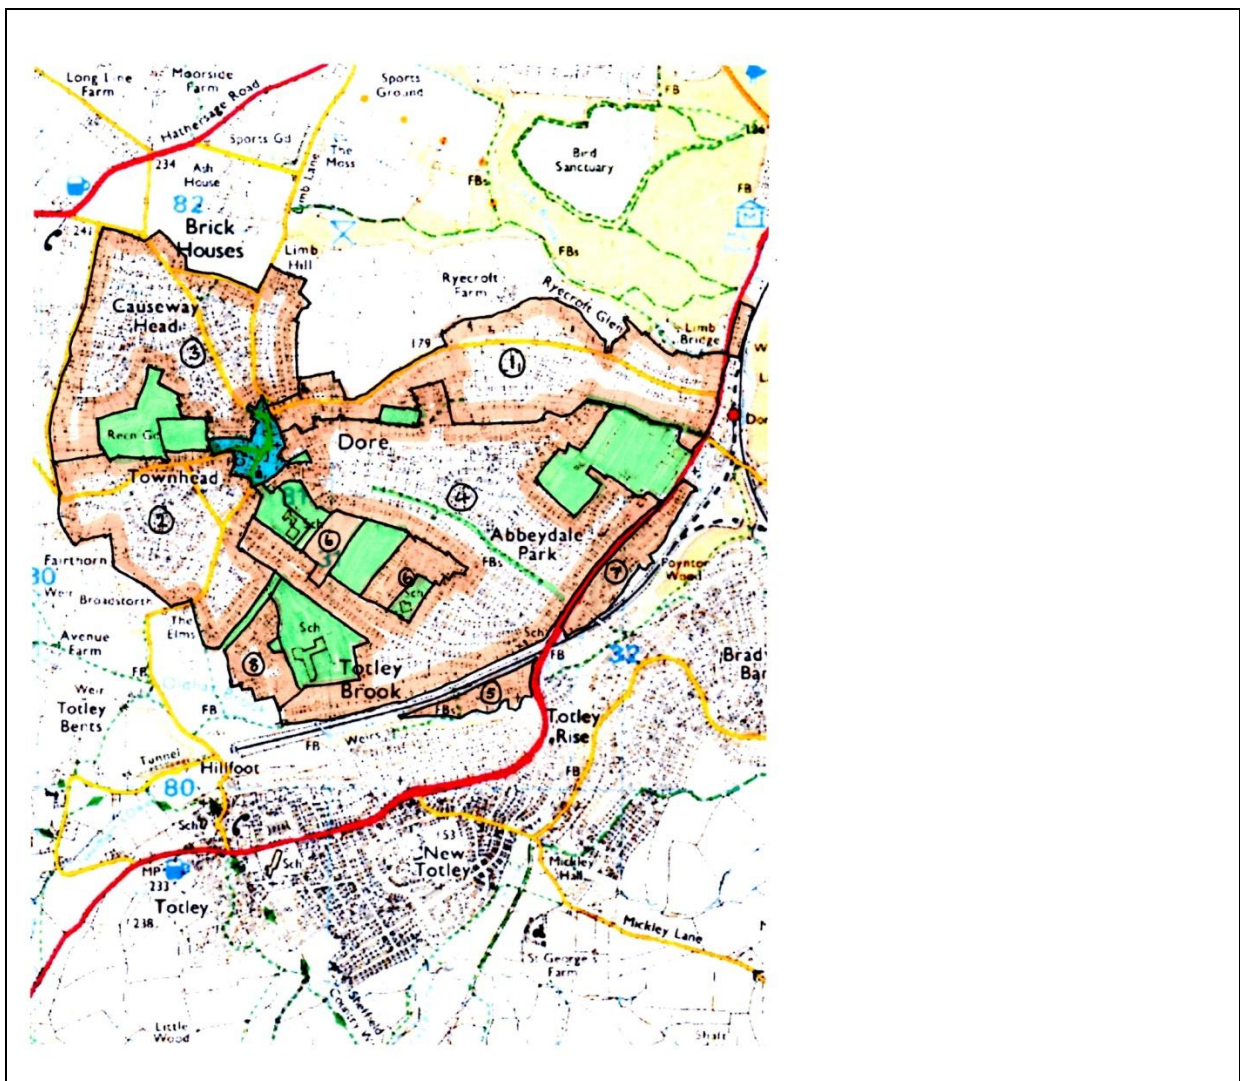 Long Line
Farm
Moorside
Farm
Sports
Ground
FB
Hathersage Road
Sports Gd
The
Moss
Bird
Sanctuary
234
Ash
House
Limb Lane
FBs
FB
82
241
Brick
Houses
Limb
Hill
FBs
Ryecroft
Farm
Ryecroft Glen
Causeway
Head
Limb
Bridge
179
3
1
Recn Gd
Dore
Townhead
4
2
81
Sch
6
Abbeydale
Park
FBs
6
Sch
7
Poynton
Wood
Fairthorn
80
Weir
Broadstorth
The
Elms
Avenue
Farm
Sch
Sch
8
Totley
Brook
FB
32
FB
5
FBs
Weir
Totley
Bents
FB
Totley
Rise
FB
Weirs
Tunnel
Hillfoot
FB
80
Sch
153
New
Totley
Sch
MP
233
Mickley
Hall
Totley
238
Mickley Lane
St George's
Farm
Sheffield
Little
Wood